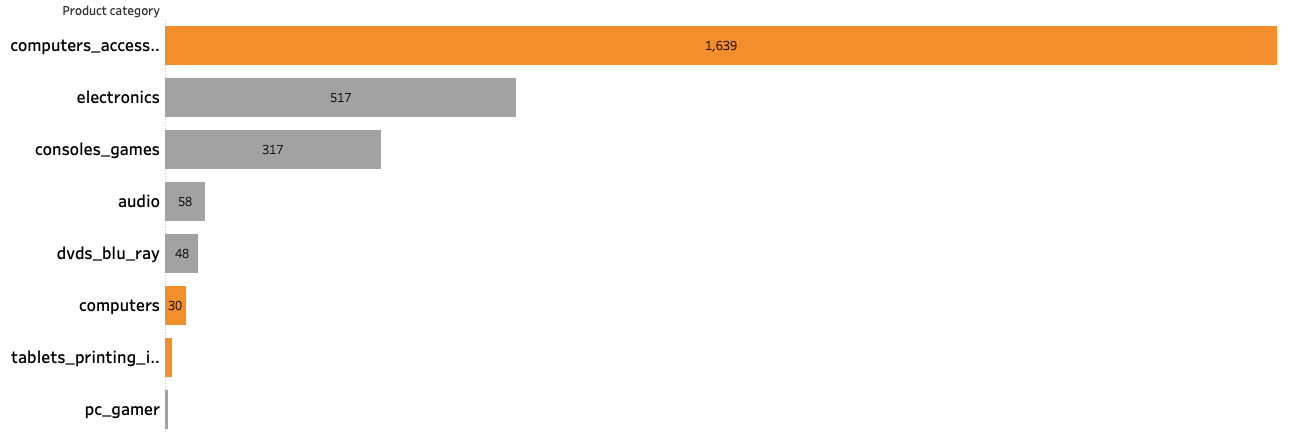 Product category
computers_access.. 1,639
electronics 517
consoles_games 317
audio 58
dvds_blu_ray 48
computers 30
tablets_printing_i..
pc_gamer